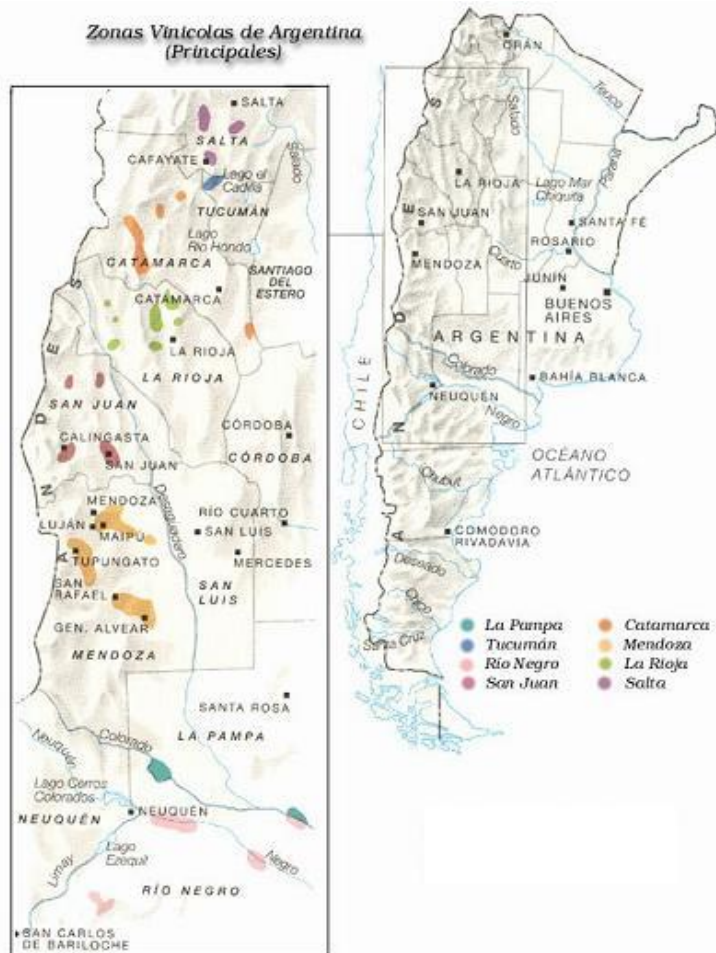 Zonas Vinícolas de Argentina
(Principales)
SALTA
SALTA
CAFAYATE
Lago el
Cadilla
Salado
TUCUMÁN
Lago
Río Hondo
CATAMARCA
SANTIAGO
DEL
ESTERO
CATAMARCA
LA RIOJA
LA RIOJA
SAN JUAN
CALINGASTA
SAN JUAN
CÓRDOBA
CÓRDOBA
MENDOZA
LUJÁN
MAIPÚ
TUPUNGATO
Desaguadero
RÍO CUARTO
SAN LUIS
MERCEDES
SAN
LUIS
SAN
RAFAEL
GEN. ALVEAR
MENDOZA
SANTA ROSA
LA PAMPA
Colorado
Neuquén
Lago Cerros
Colorados
NEUQUÉN
NEUQUÉN
Lago
Ezequil
Limay
Negro
RÍO NEGRO
SAN CARLOS
DE BARILOCHE
A N D E S
ORÁN
Teuco
Salado
Paraná
LA RIOJA
Lago Mar
Chiquita
SAN JUAN
SANTA FÉ
ROSARIO
MENDOZA
Cuarto
JUNÍN
BUENOS
AIRES
ARGENTINA
Colorado
BAHÍA BLANCA
NEUQUÉN
Negro
CHILE
A N D E S
OCÉANO
ATLÁNTICO
Chubut
COMODORO
RIVADAVIA
Deseado
Chico
Santa Cruz
La Pampa
Tucumán
Río Negro
San Juan
Catamarca
Mendoza
La Rioja
Salta